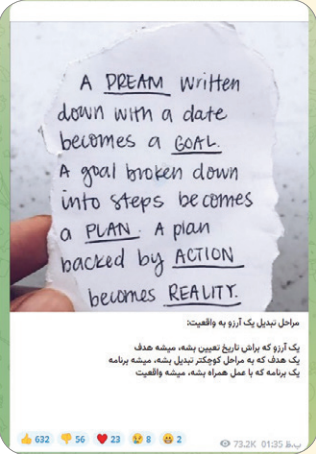 A DREAM written
down with a date
becomes a GOAL.
A goal broken down
into steps becomes
a PLAN. A plan
backed by ACTION
becomes REALITY.
مراحل تبدیل یک آرزو به واقعیت:
یک آرزو که براش تاریخ تعیین بشه، میشه هدف
یک هدف که به مراحل کوچکتر تبدیل بشه، میشه برنامه
یک برنامه که با عمل همراه بشه، میشه واقعیت
632 56 23 8 2
73.2K 01:35 ب.ظ